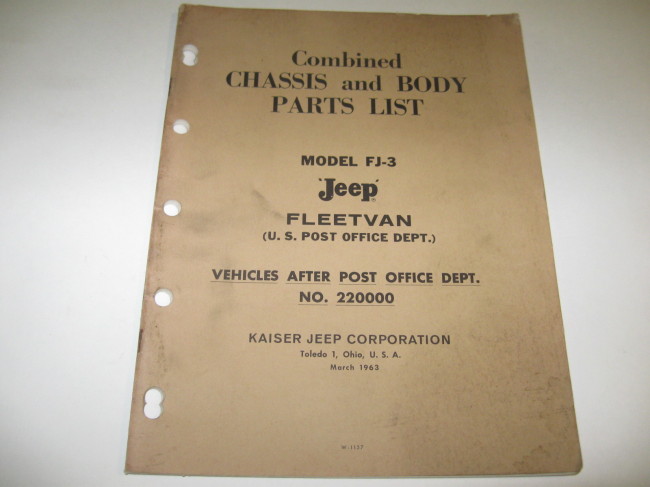 Combined
CHASSIS and BODY
PARTS LIST
MODEL FJ-3
'Jeep'®
FLEETVAN
(U. S. POST OFFICE DEPT.)
VEHICLES AFTER POST OFFICE DEPT.
NO. 220000
KAISER JEEP CORPORATION
Toledo 1, Ohio, U. S. A.
March 1963